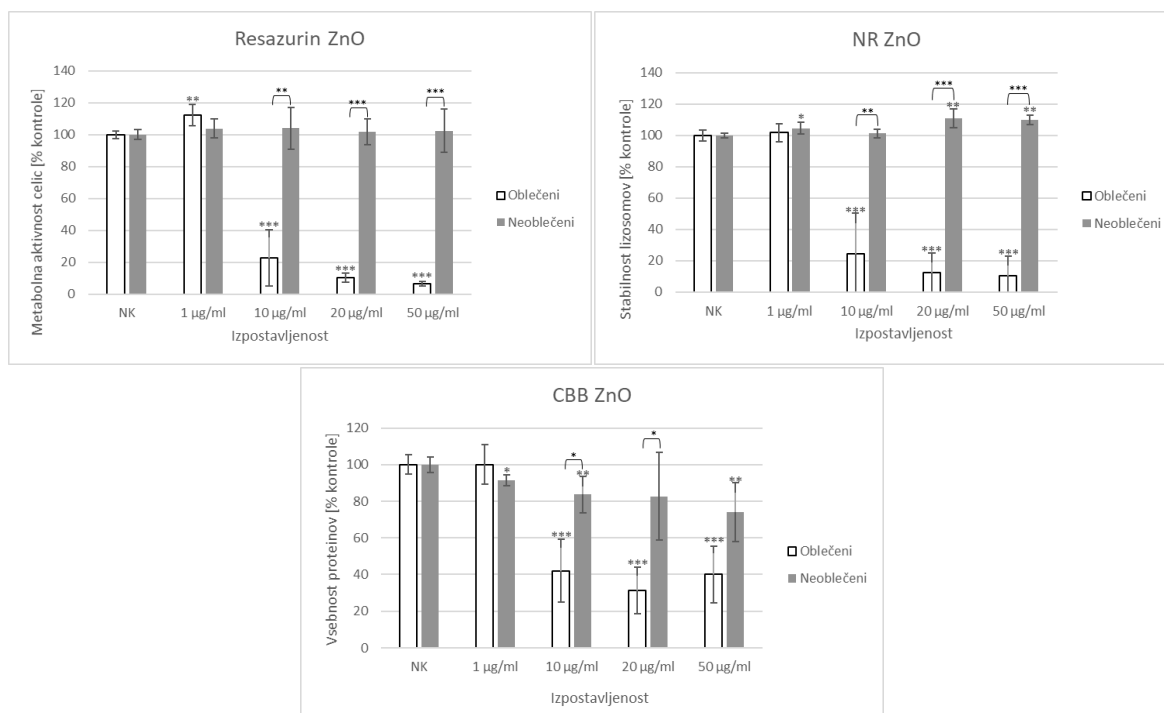 Resazurin ZnO
Metabolna aktivnost celic [% kontrole]
140
120
100
80
60
40
20
0
** ** *** ***
*** *** ***
NK 1 µg/ml 10 µg/ml 20 µg/ml 50 µg/ml
Izpostavljenost
Oblečeni
Neoblečeni
NR ZnO
Stabilnost lizosomov [% kontrole]
140
120
100
80
60
40
20
0
* ** *** ** *** **
*** *** ***
NK 1 µg/ml 10 µg/ml 20 µg/ml 50 µg/ml
Izpostavljenost
Oblečeni
Neoblečeni
CBB ZnO
Vsebnost proteinov [% kontrole]
120
100
80
60
40
20
0
* * ** * **
*** *** ***
NK 1 µg/ml 10 µg/ml 20 µg/ml 50 µg/ml
Izpostavljenost
Oblečeni
Neoblečeni